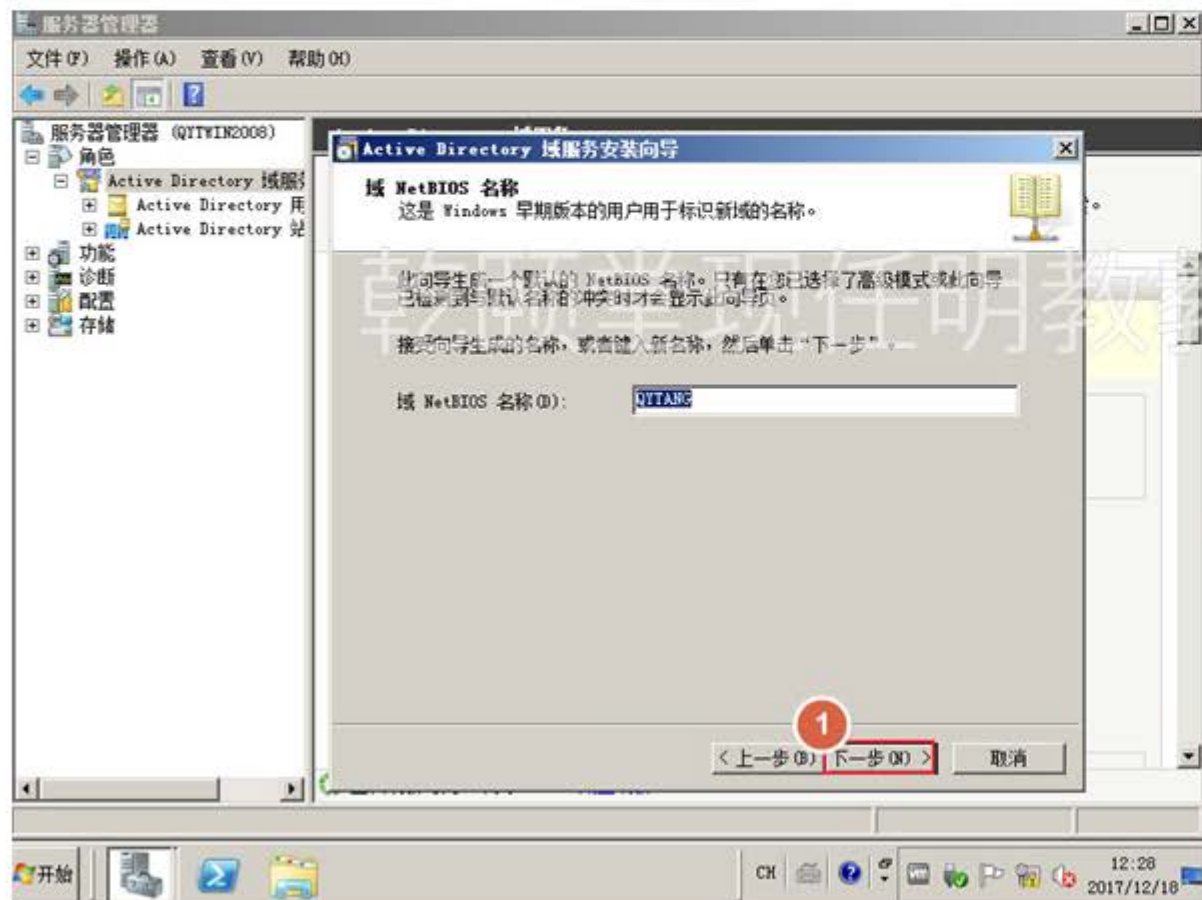 服务器管理器
文件(F) 操作(A) 查看(V) 帮助(H)
服务器管理器 (QYTWIN2008)
角色
Active Directory 域服务
Active Directory 用
Active Directory 站
功能
诊断
配置
存储
Active Directory 域服务安装向导
域 NetBIOS 名称
这是 Windows 早期版本的用户用于标识新域的名称。
此向导生成一个默认的 NetBIOS 名称。只有在您已选择了高级模式或此向导
已检测到与默认名称的冲突时才会显示此向导页。
接受向导生成的名称,或者键入新名称,然后单击“下一步”。
域 NetBIOS 名称(D):
QYTANG
1
< 上一步(B)
下一步(N) >
取消
开始
CH
12:28
2017/12/18